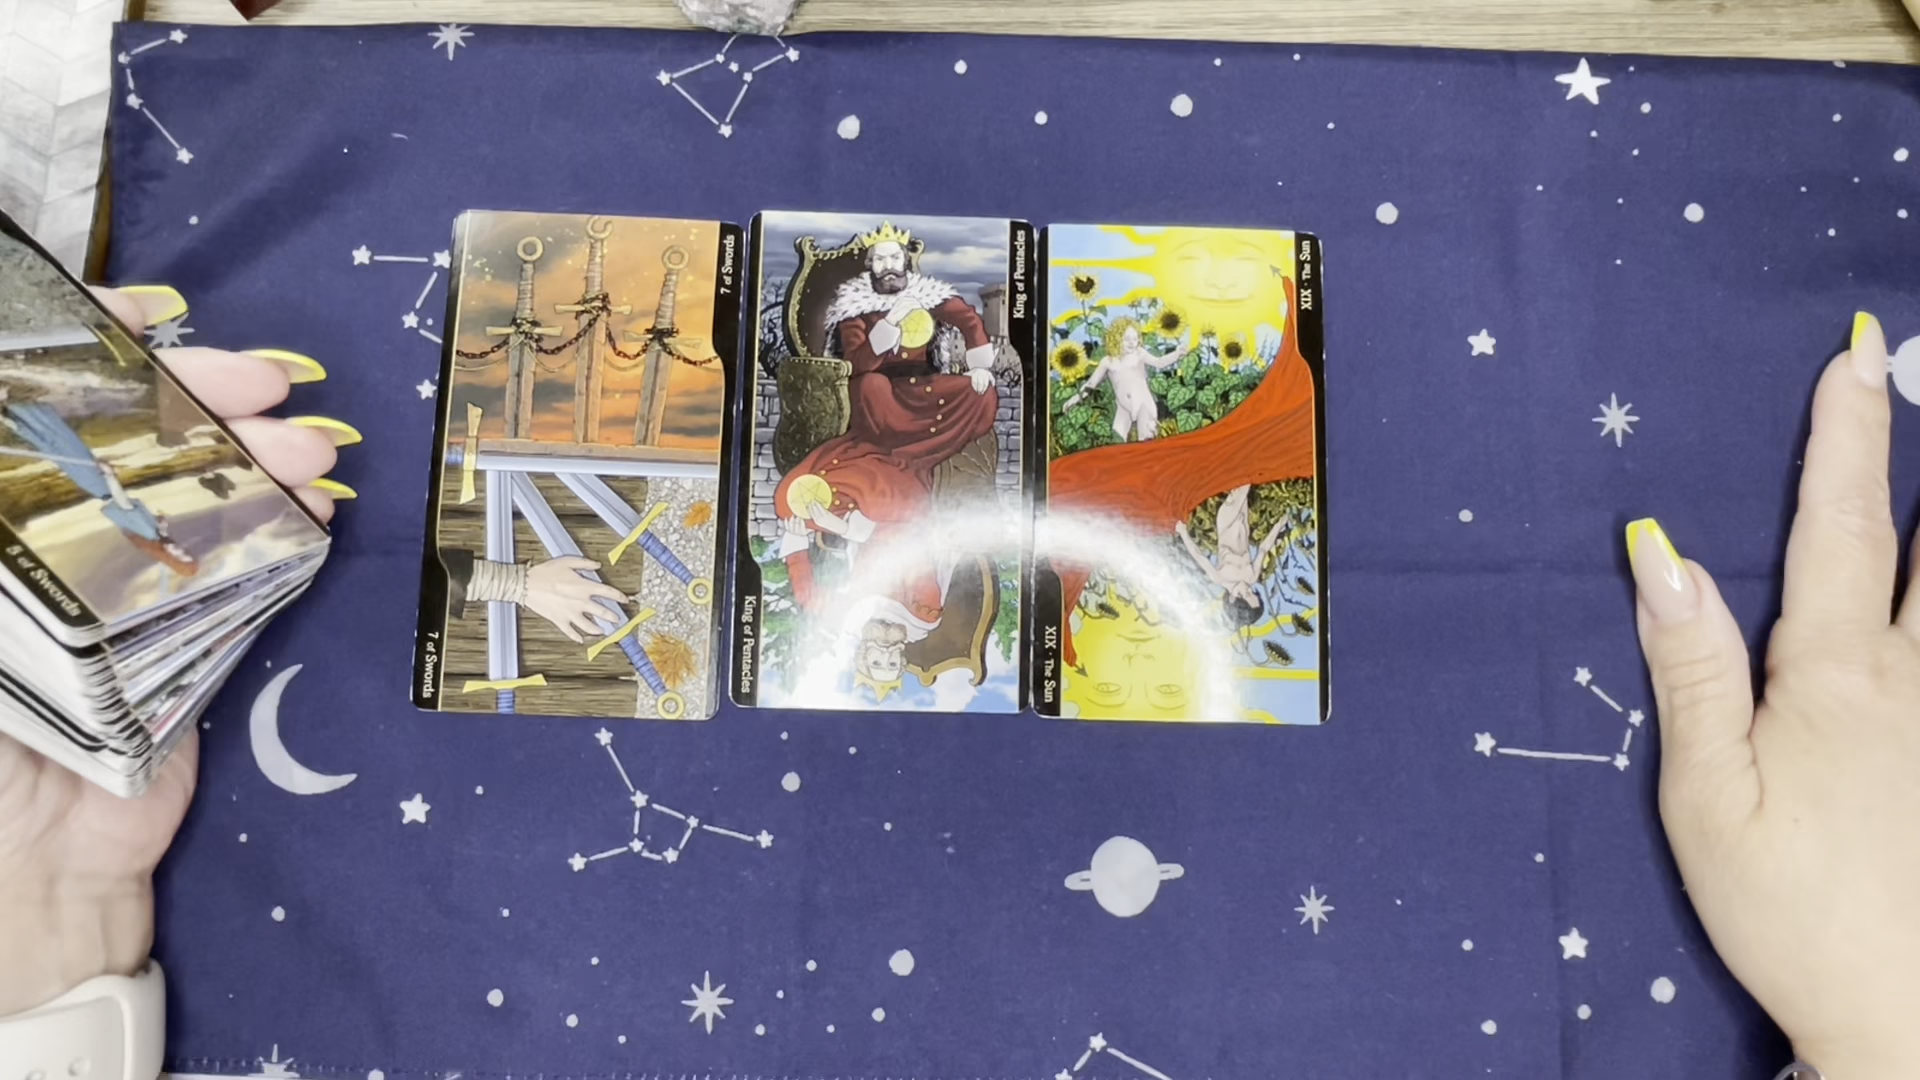 7 of Swords
King of Pentacles
XIX · The Sun
7 of Swords
King of Pentacles
XIX · The Sun
8 of Swords